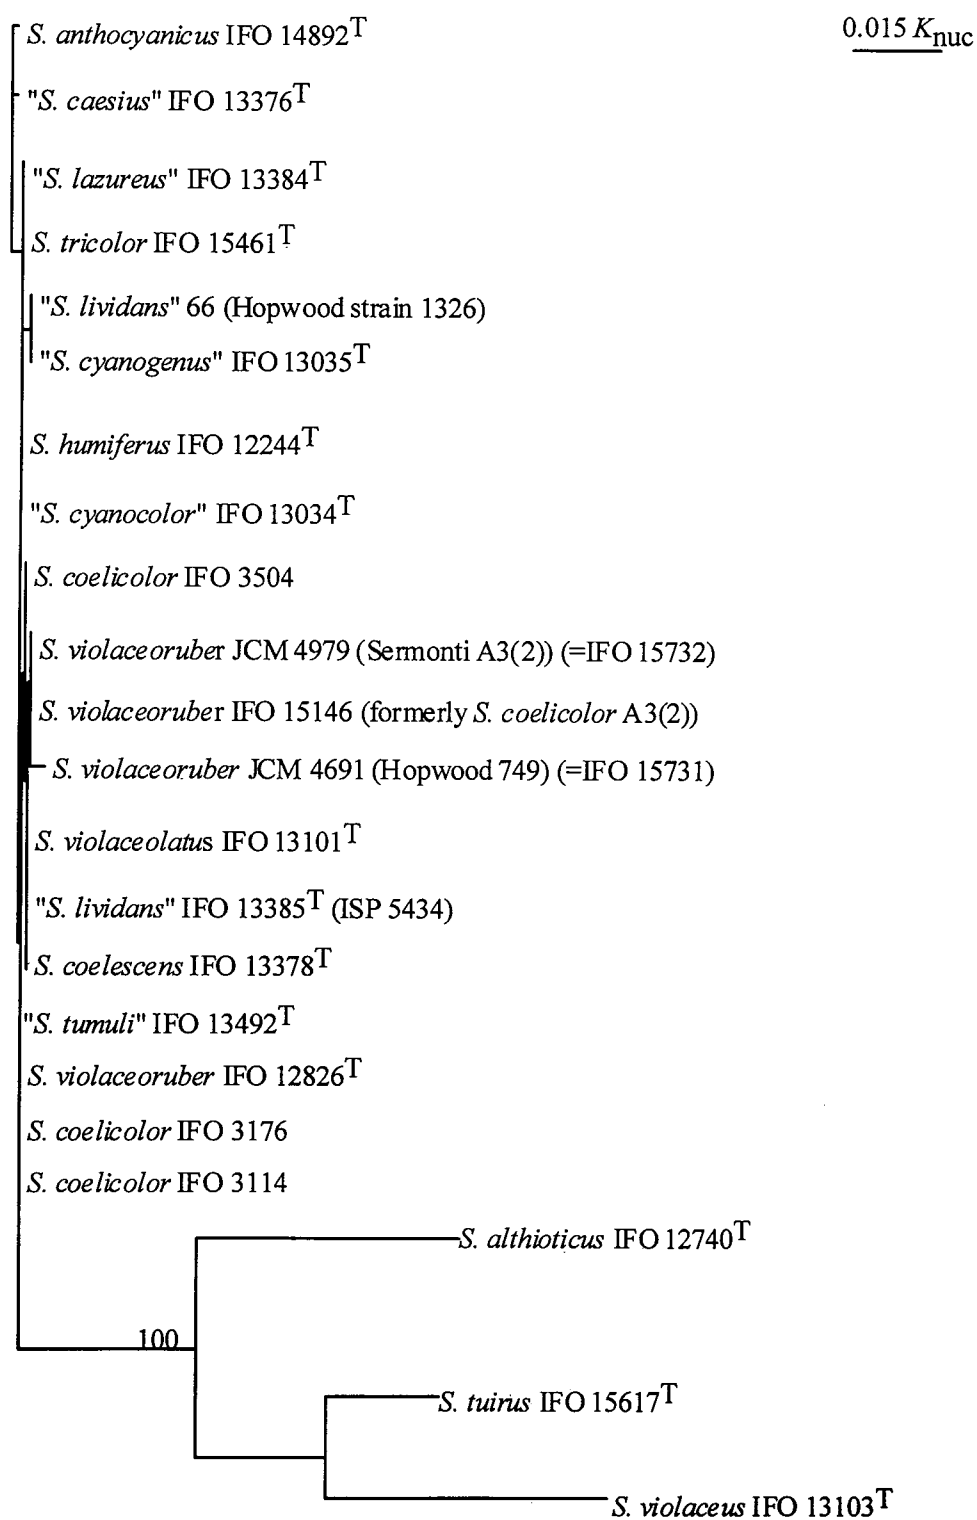 S. anthocyanicus IFO 14892T
0.015 Knuc
"S. caesius" IFO 13376T
"S. lazureus" IFO 13384T
S. tricolor IFO 15461T
"S. lividans" 66 (Hopwood strain 1326)
"S. cyanogenus" IFO 13035T
S. humiferus IFO 12244T
"S. cyanocolor" IFO 13034T
S. coelicolor IFO 3504
S. violaceoruber JCM 4979 (Sermonti A3(2)) (=IFO 15732)
S. violaceoruber IFO 15146 (formerly S. coelicolor A3(2))
S. violaceoruber JCM 4691 (Hopwood 749) (=IFO 15731)
S. violaceolatus IFO 13101T
"S. lividans" IFO 13385T (ISP 5434)
S. coelescens IFO 13378T
"S. tumuli" IFO 13492T
S. violaceoruber IFO 12826T
S. coelicolor IFO 3176
S. coelicolor IFO 3114
S. althioticus IFO 12740T
100
S. tuirus IFO 15617T
S. violaceus IFO 13103T